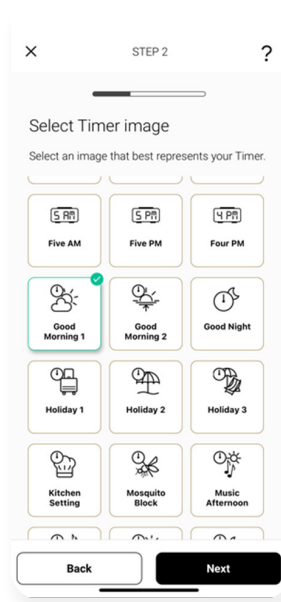 STEP 2
?
Select Timer image
Select an image that best represents your Timer.
5 AM
5 PM
4 PM
Five AM
Five PM
Four PM
Good
Morning 1
Good
Morning 2
Good Night
Holiday 1
Holiday 2
Holiday 3
Kitchen
Setting
Mosquito
Block
Music
Afternoon
Back
Next